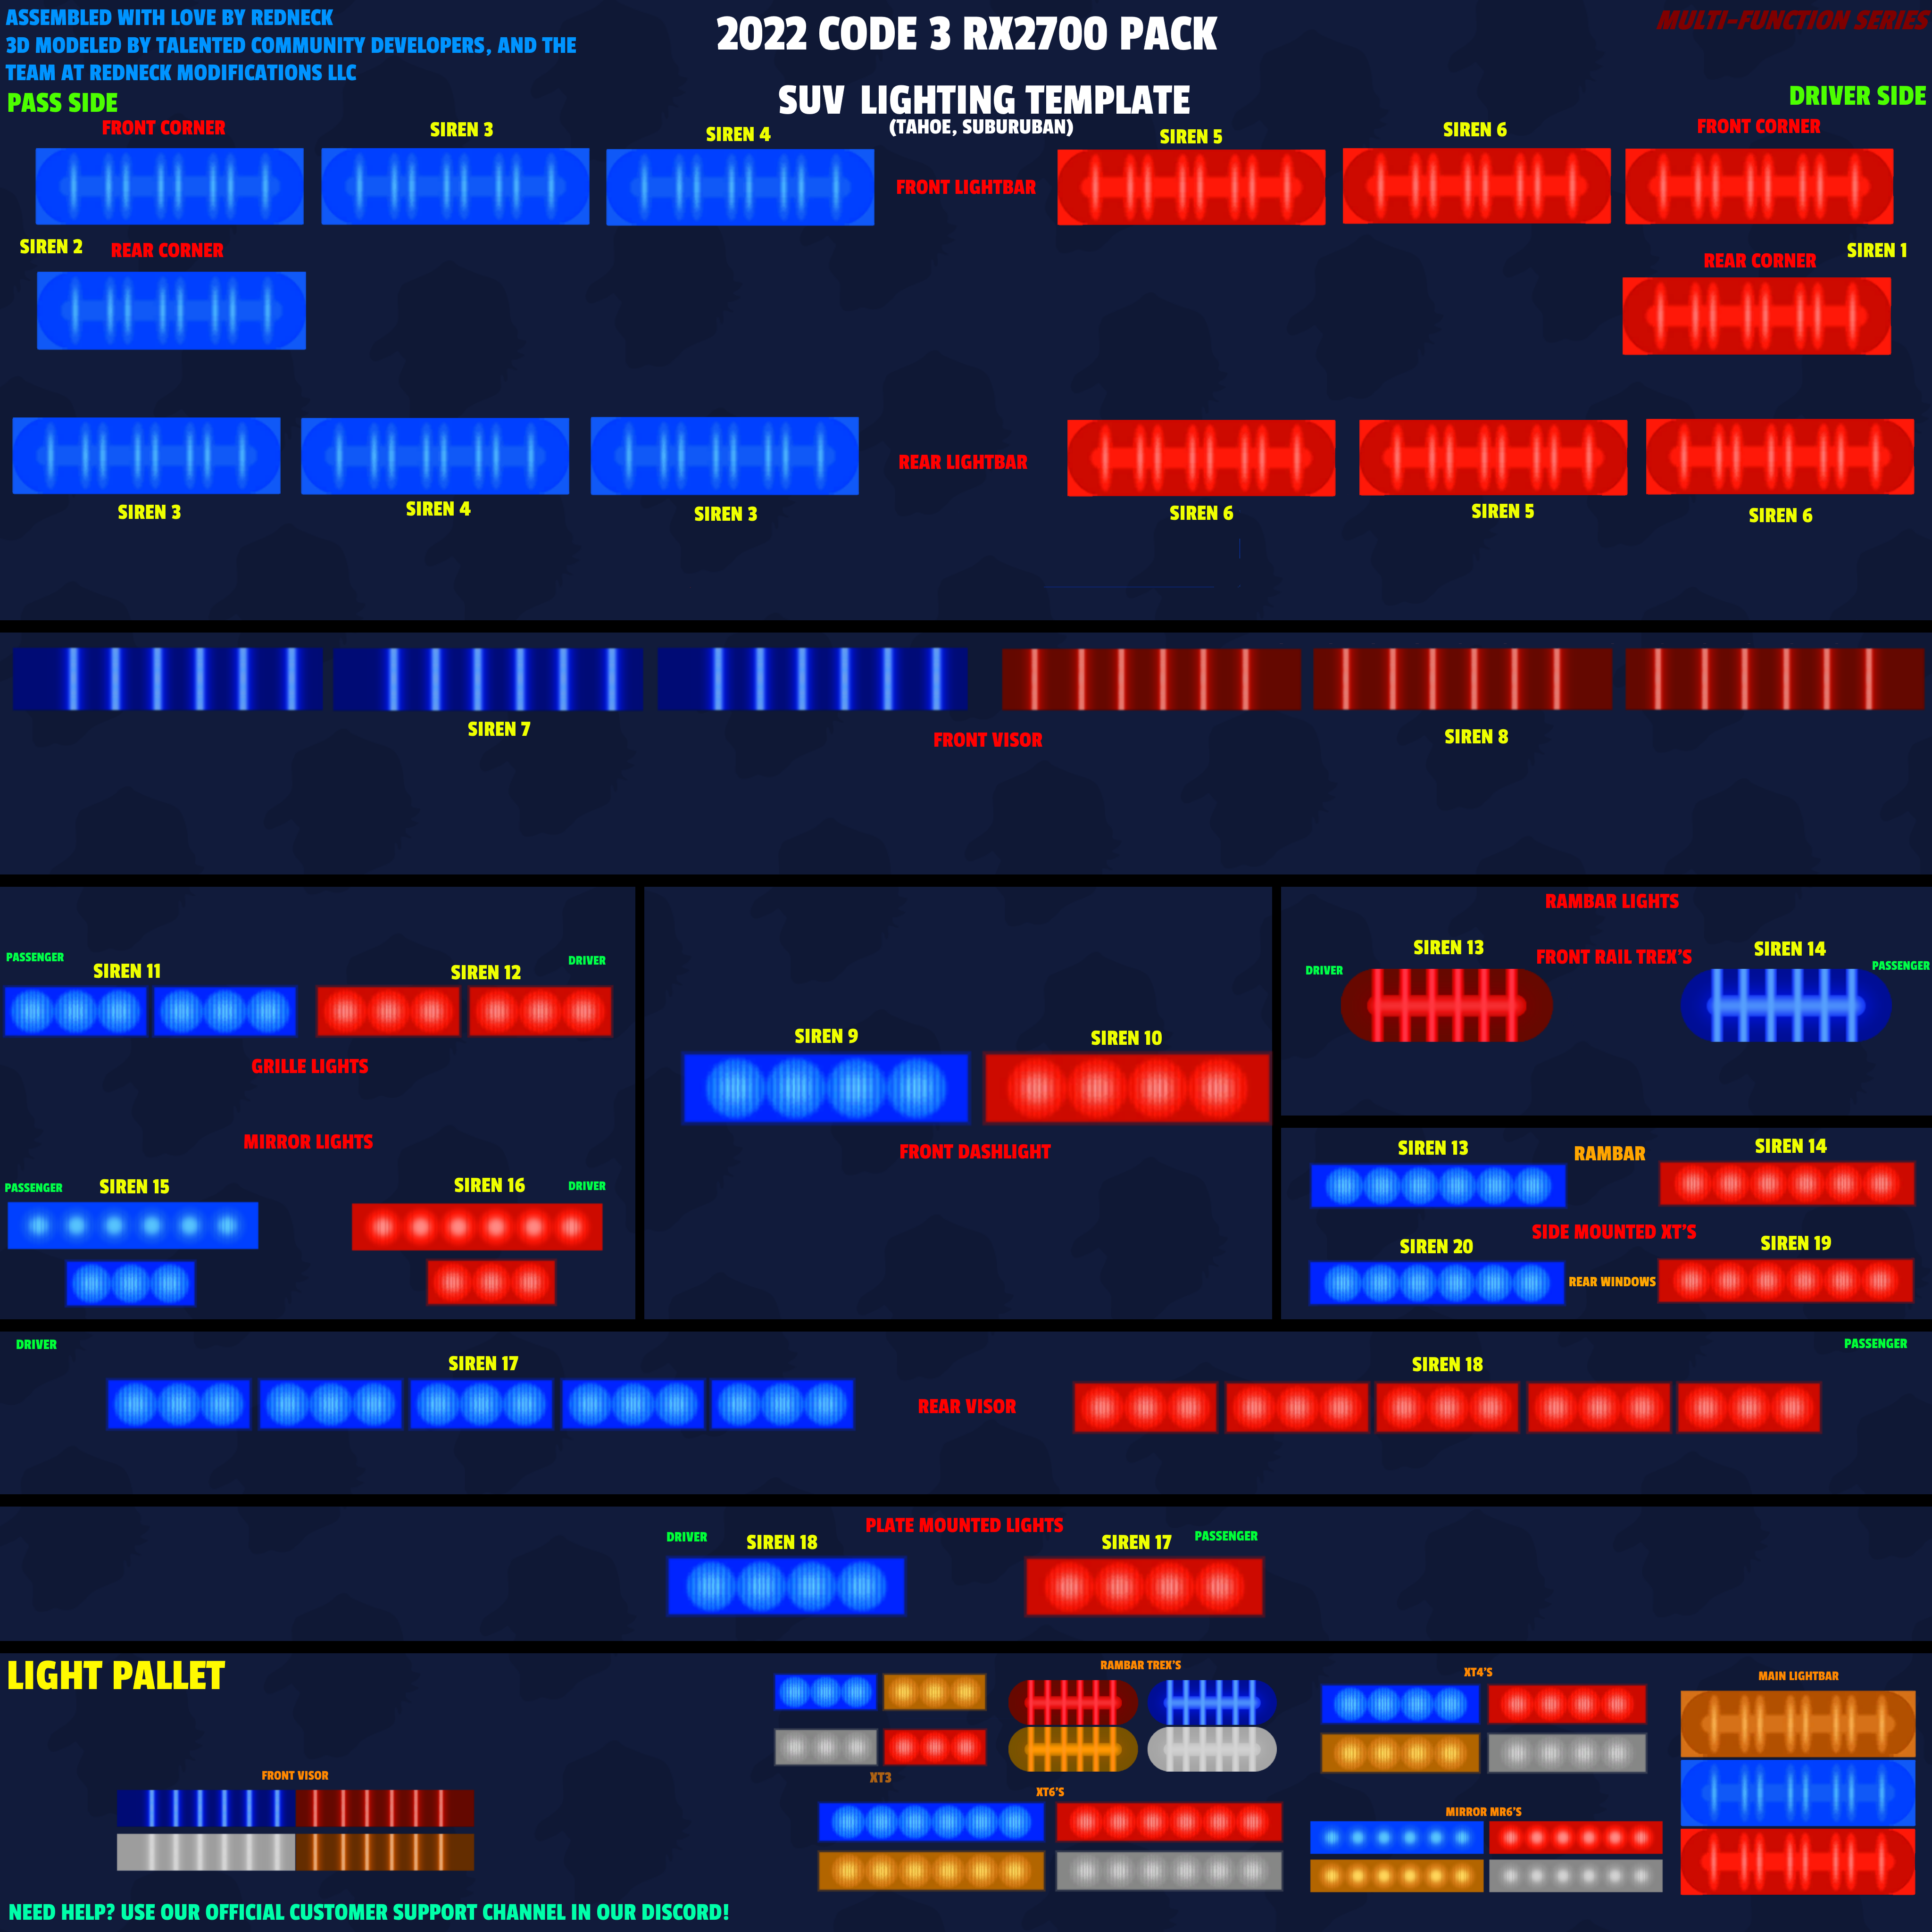 ASSEMBLED WITH LOVE BY REDNECK
3D MODELED BY TALENTED COMMUNITY DEVELOPERS, AND THE
TEAM AT REDNECK MODIFICATIONS LLC
2022 CODE 3 RX2700 PACK
MULTI-FUNCTION SERIES
SUV LIGHTING TEMPLATE
(TAHOE, SUBURUBAN)
PASS SIDE
DRIVER SIDE
FRONT CORNER
SIREN 3
SIREN 4
SIREN 5
SIREN 6
FRONT CORNER
FRONT LIGHTBAR
SIREN 2
REAR CORNER
REAR CORNER
SIREN 1
REAR LIGHTBAR
SIREN 3
SIREN 4
SIREN 3
SIREN 6
SIREN 5
SIREN 6
SIREN 7
FRONT VISOR
SIREN 8
PASSENGER
SIREN 11
SIREN 12
DRIVER
GRILLE LIGHTS
MIRROR LIGHTS
PASSENGER
SIREN 15
SIREN 16
DRIVER
SIREN 9
SIREN 10
FRONT DASHLIGHT
RAMBAR LIGHTS
DRIVER
SIREN 13
FRONT RAIL TREX'S
SIREN 14
PASSENGER
SIREN 13
RAMBAR
SIREN 14
SIDE MOUNTED XT'S
SIREN 20
REAR WINDOWS
SIREN 19
DRIVER
SIREN 17
REAR VISOR
SIREN 18
PASSENGER
PLATE MOUNTED LIGHTS
DRIVER
SIREN 18
SIREN 17
PASSENGER
LIGHT PALLET
FRONT VISOR
XT3
RAMBAR TREX'S
XT6'S
XT4'S
MIRROR MR6'S
MAIN LIGHTBAR
NEED HELP? USE OUR OFFICIAL CUSTOMER SUPPORT CHANNEL IN OUR DISCORD!